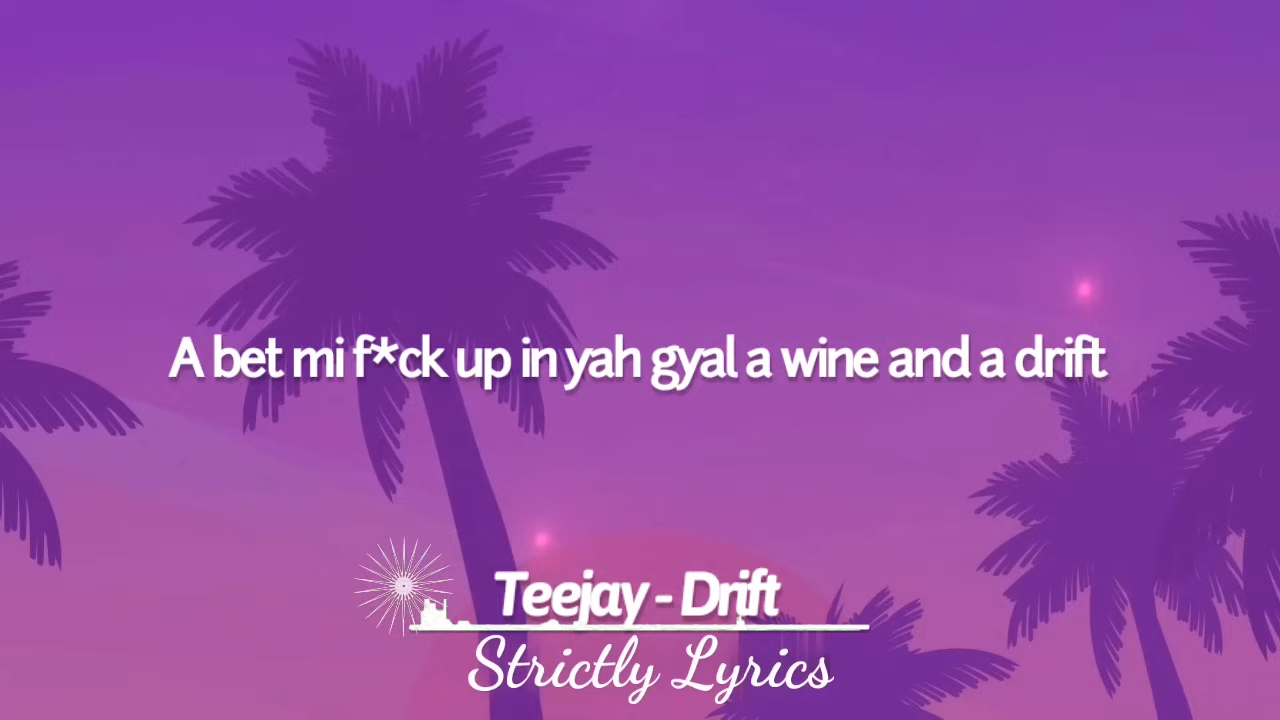 A bet mi f*ck up in yah gyal a wine and a drift
Teejay - Drift
Strictly Lyrics